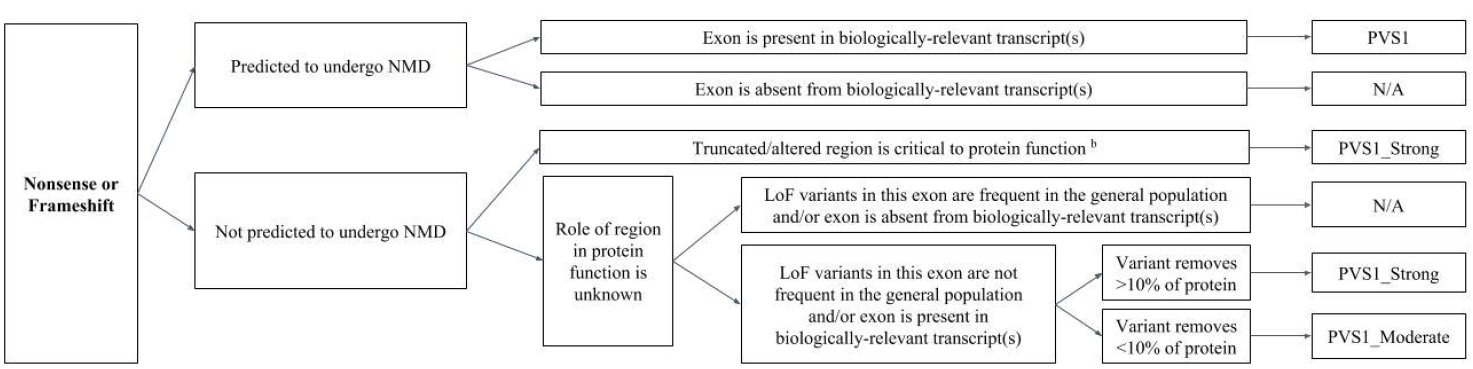 Nonsense or
Frameshift
Predicted to undergo NMD
Exon is present in biologically-relevant transcript(s)
PVS1
Exon is absent from biologically-relevant transcript(s)
N/A
Not predicted to undergo NMD
Truncated/altered region is critical to protein function b
PVS1_Strong
Role of region
in protein
function is
unknown
LoF variants in this exon are frequent in the general population
and/or exon is absent from biologically-relevant transcript(s)
N/A
LoF variants in this exon are not
frequent in the general population
and/or exon is present in
biologically-relevant transcript(s)
Variant removes
>10% of protein
PVS1_Strong
Variant removes
<10% of protein
PVS1_Moderate